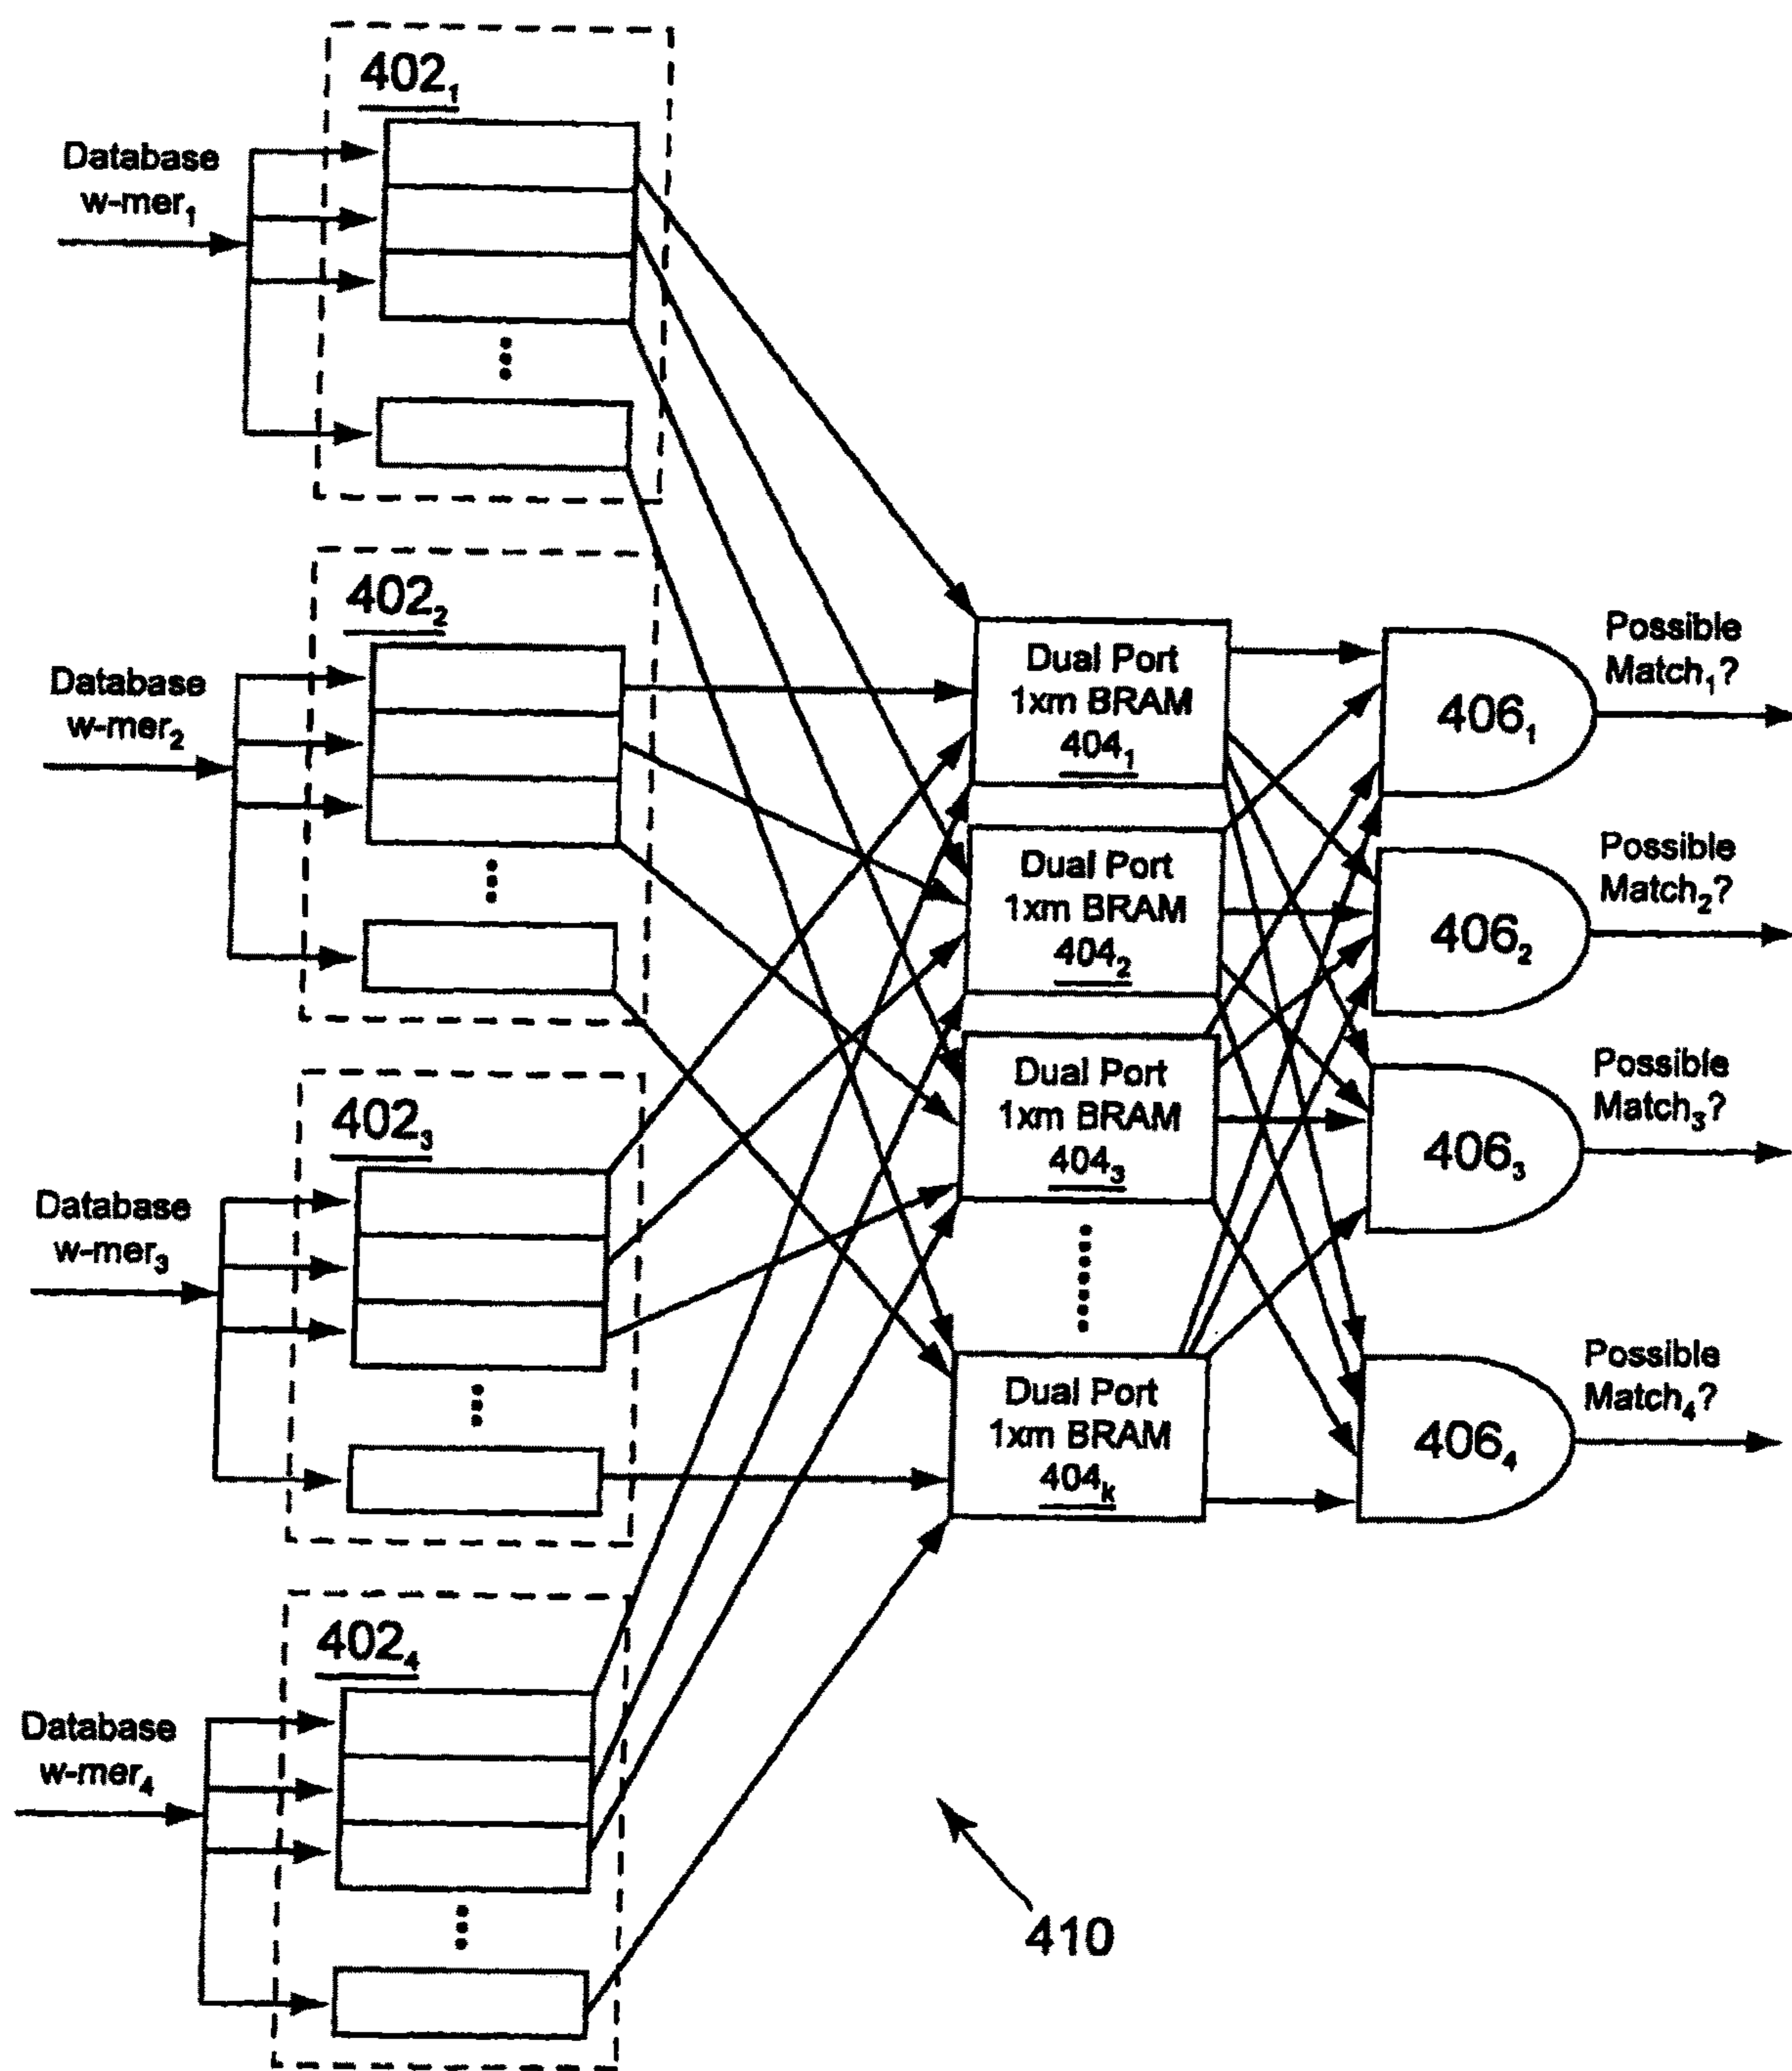 402₁
Database
w-mer₁
402₂
Database
w-mer₂
402₃
Database
w-mer₃
402₄
Database
w-mer₄
Dual Port
1xm BRAM
404₁
Dual Port
1xm BRAM
404₂
Dual Port
1xm BRAM
404₃
Dual Port
1xm BRAM
404ₖ
406₁
Possible
Match₁?
406₂
Possible
Match₂?
406₃
Possible
Match₃?
406₄
Possible
Match₄?
410